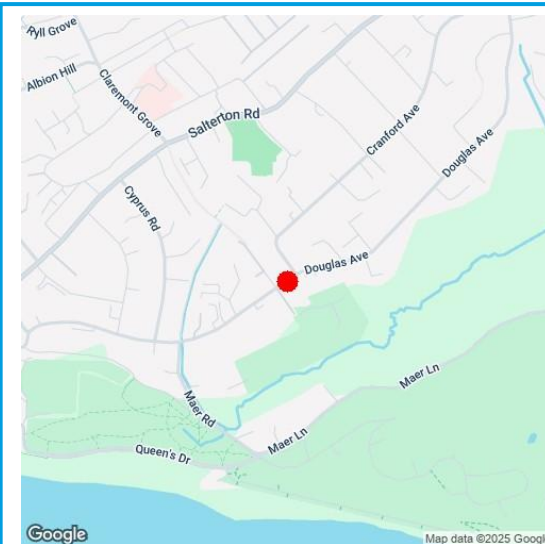 Ryll Grove
Albion Hill
Claremont Grove
Salterton Rd
Cranford Ave
Douglas Ave
Cyprus Rd
Douglas Ave
Maer Ln
Maer Rd
Maer Ln
Queen's Dr
Google
Map data ©2025 Google